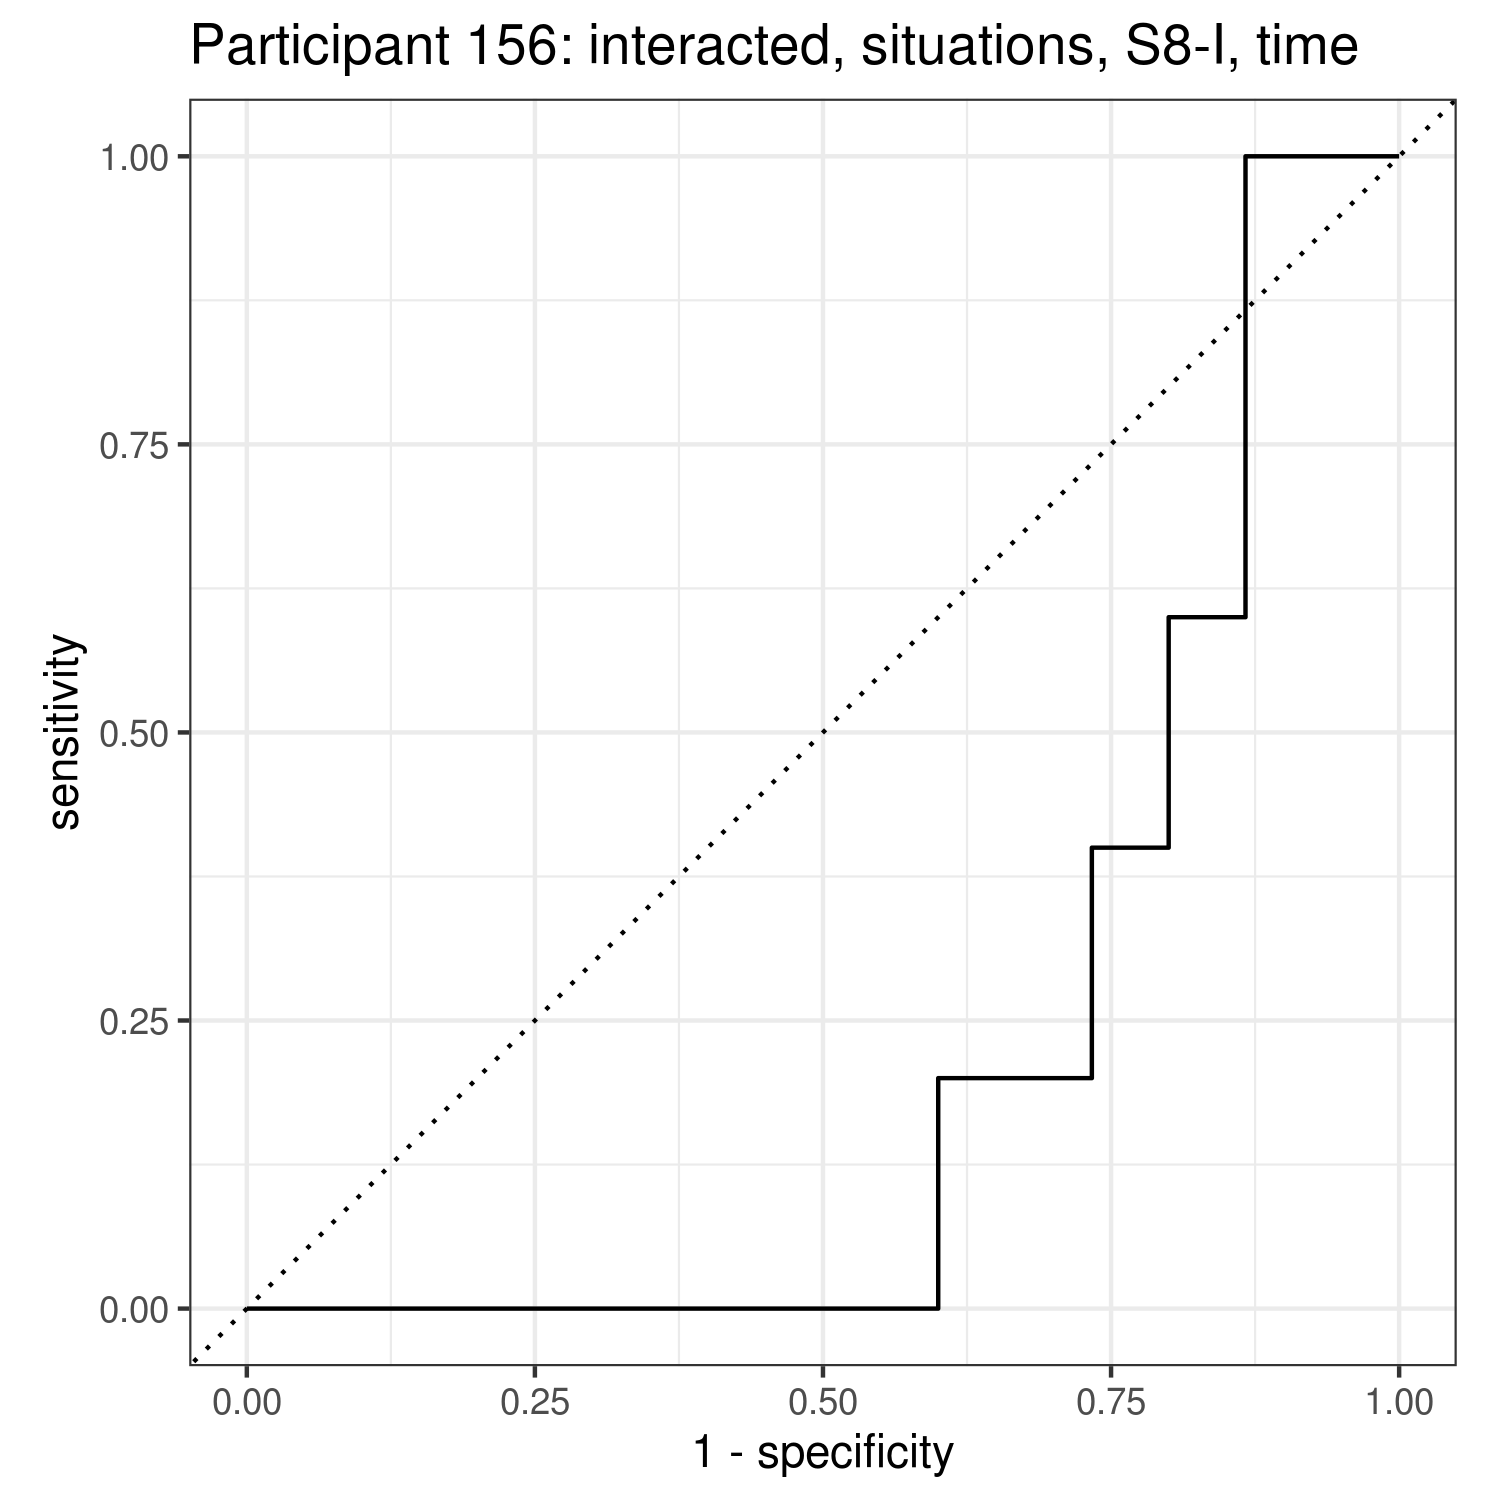 Participant 156: interacted, situations, S8-I, time
1.00
0.75
0.50
0.25
0.00
sensitivity
0.00 0.25 0.50 0.75 1.00
1 - specificity